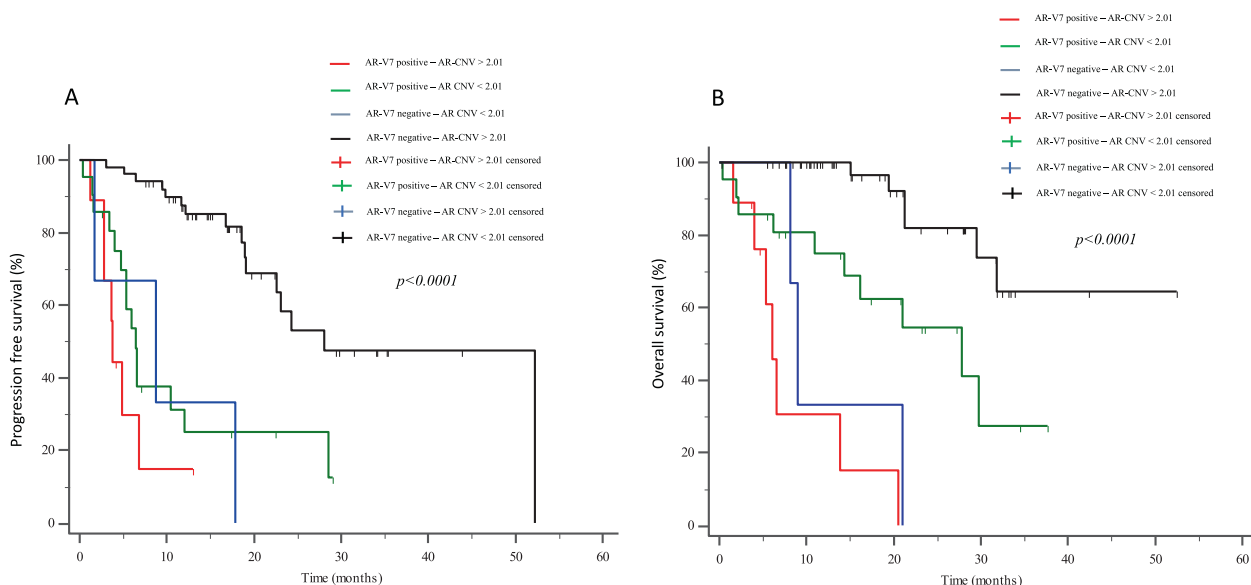 A
AR-V7 positive – AR-CNV > 2.01
AR-V7 positive – AR CNV < 2.01
AR-V7 negative – AR CNV < 2.01
AR-V7 negative – AR-CNV > 2.01
AR-V7 positive – AR-CNV > 2.01 censored
AR-V7 positive – AR CNV < 2.01 censored
AR-V7 negative – AR CNV > 2.01 censored
AR-V7 negative – AR CNV < 2.01 censored
p<0.0001
Progression free survival (%)
100
80
60
40
20
0
0 10 20 30 40 50 60
Time (months)
B
AR-V7 positive – AR-CNV > 2.01
AR-V7 positive – AR CNV < 2.01
AR-V7 negative – AR CNV < 2.01
AR-V7 negative – AR-CNV > 2.01
AR-V7 positive – AR-CNV > 2.01 censored
AR-V7 positive – AR CNV < 2.01 censored
AR-V7 negative – AR CNV > 2.01 censored
AR-V7 negative – AR CNV < 2.01 censored
p<0.0001
Overall survival (%)
100
80
60
40
20
0
0 10 20 30 40 50 60
Time (months)